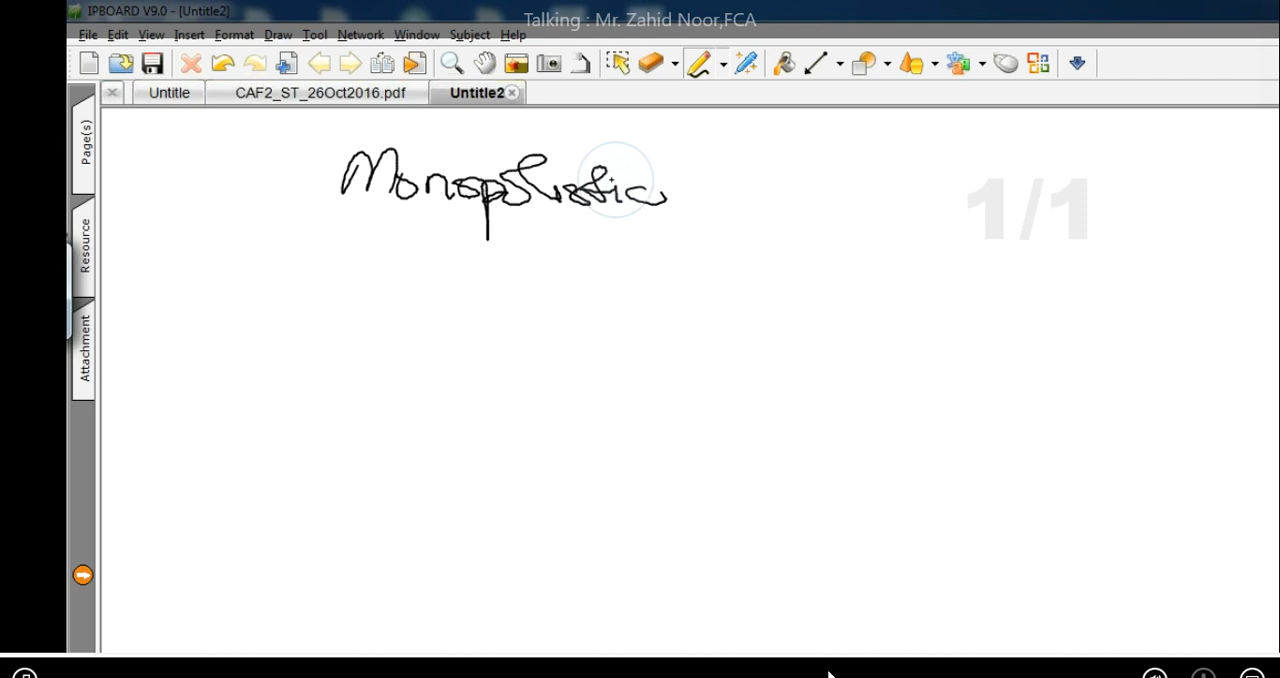 IPBOARD V9.0 - [Untitle2]
Talking : Mr. Zahid Noor,FCA
File Edit View Insert Format Draw Tool Network Window Subject Help
Untitle CAF2_ST_26Oct2016.pdf Untitle2
Page(s)
Resource
Attachment
Monopolistic
1/1